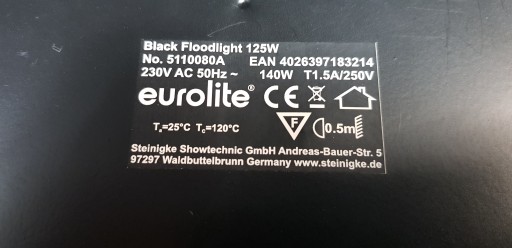 Black Floodlight 125W
No. 5110080A EAN 4026397183214
230V AC 50Hz ~ 140W T1.5A/250V
eurolite® CE
F 0.5m
Ta=25°C Tc=120°C
Steinigke Showtechnic GmbH Andreas-Bauer-Str. 5
97297 Waldbuttelbrunn Germany www.steinigke.de